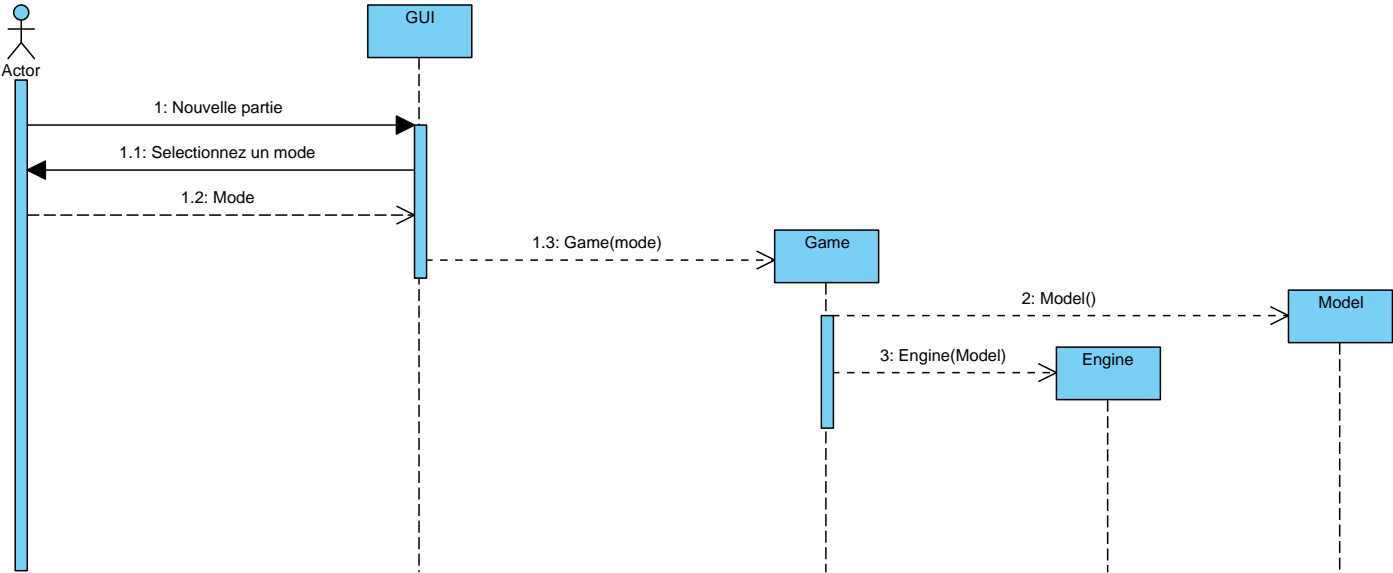 GUI
Actor
1: Nouvelle partie
1.1: Selectionnez un mode
1.2: Mode
1.3: Game(mode)
Game
2: Model()
Model
3: Engine(Model)
Engine